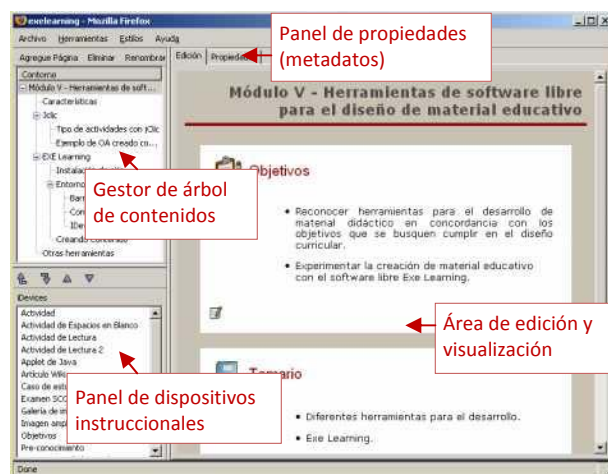 exelearning - Mozilla Firefox
Archivo Herramientas Estilos Ayuda
Panel de propiedades
(metadatos)
Agregue Página Eliminar Renombrar
Edición
Contorno
Módulo V - Herramientas de soft...
Características
Jclic
Tipo de actividades con jClic
Ejemplo de OA creado co...
EXE Learning
Otras herramientas
Gestor de árbol
de contenidos
Módulo V - Herramientas de software libre
para el diseño de material educativo
Objetivos
• Reconocer herramientas para el desarrollo de
material didáctico en concordancia con los
objetivos que se busquen cumplir en el diseño
curricular.
• Experimentar la creación de material educativo
con el software libre Exe Learning.
Área de edición y
visualización
iDevices
Actividad
Actividad de Espacios en Blanco
Actividad de Lectura
Actividad de Lectura 2
Applet de Java
Objetivos
Pre-conocimiento
Panel de dispositivos
instruccionales
Temario
• Diferentes herramientas para el desarrollo.
• Exe Learning.
Done